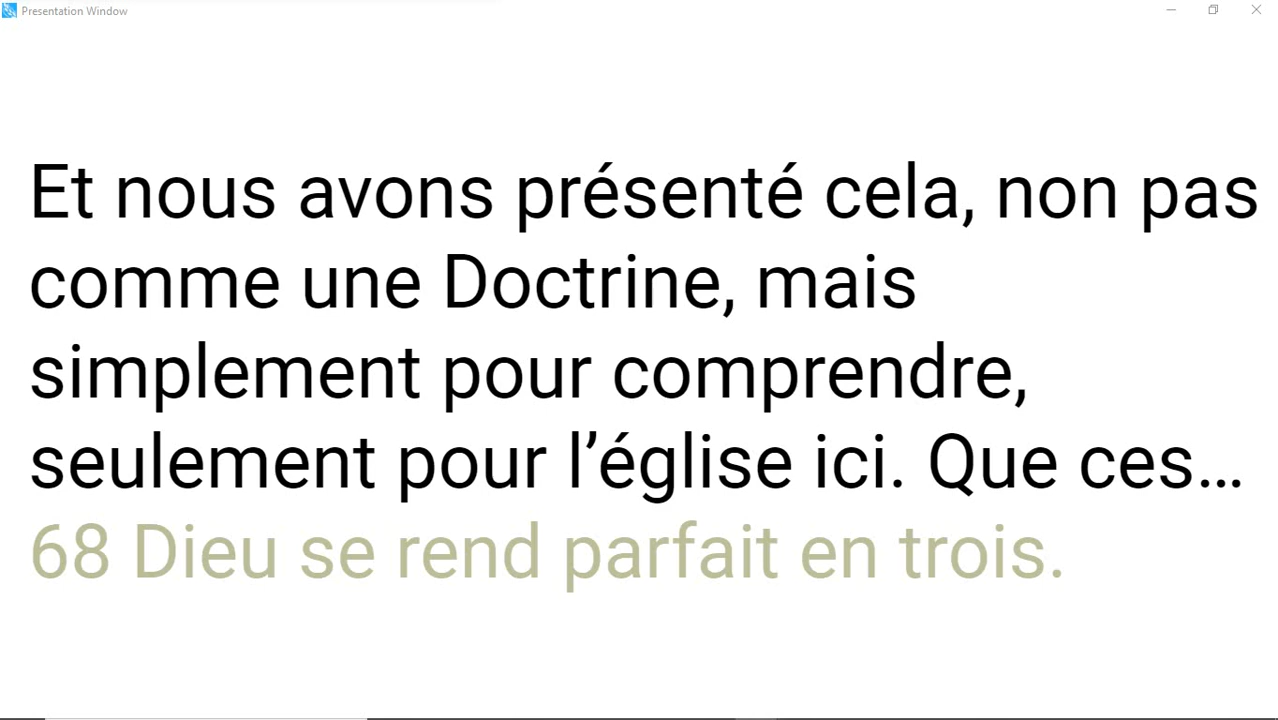 Presentation Window
Et nous avons présenté cela, non pas
comme une Doctrine, mais
simplement pour comprendre,
seulement pour l’église ici. Que ces…
68 Dieu se rend parfait en trois.